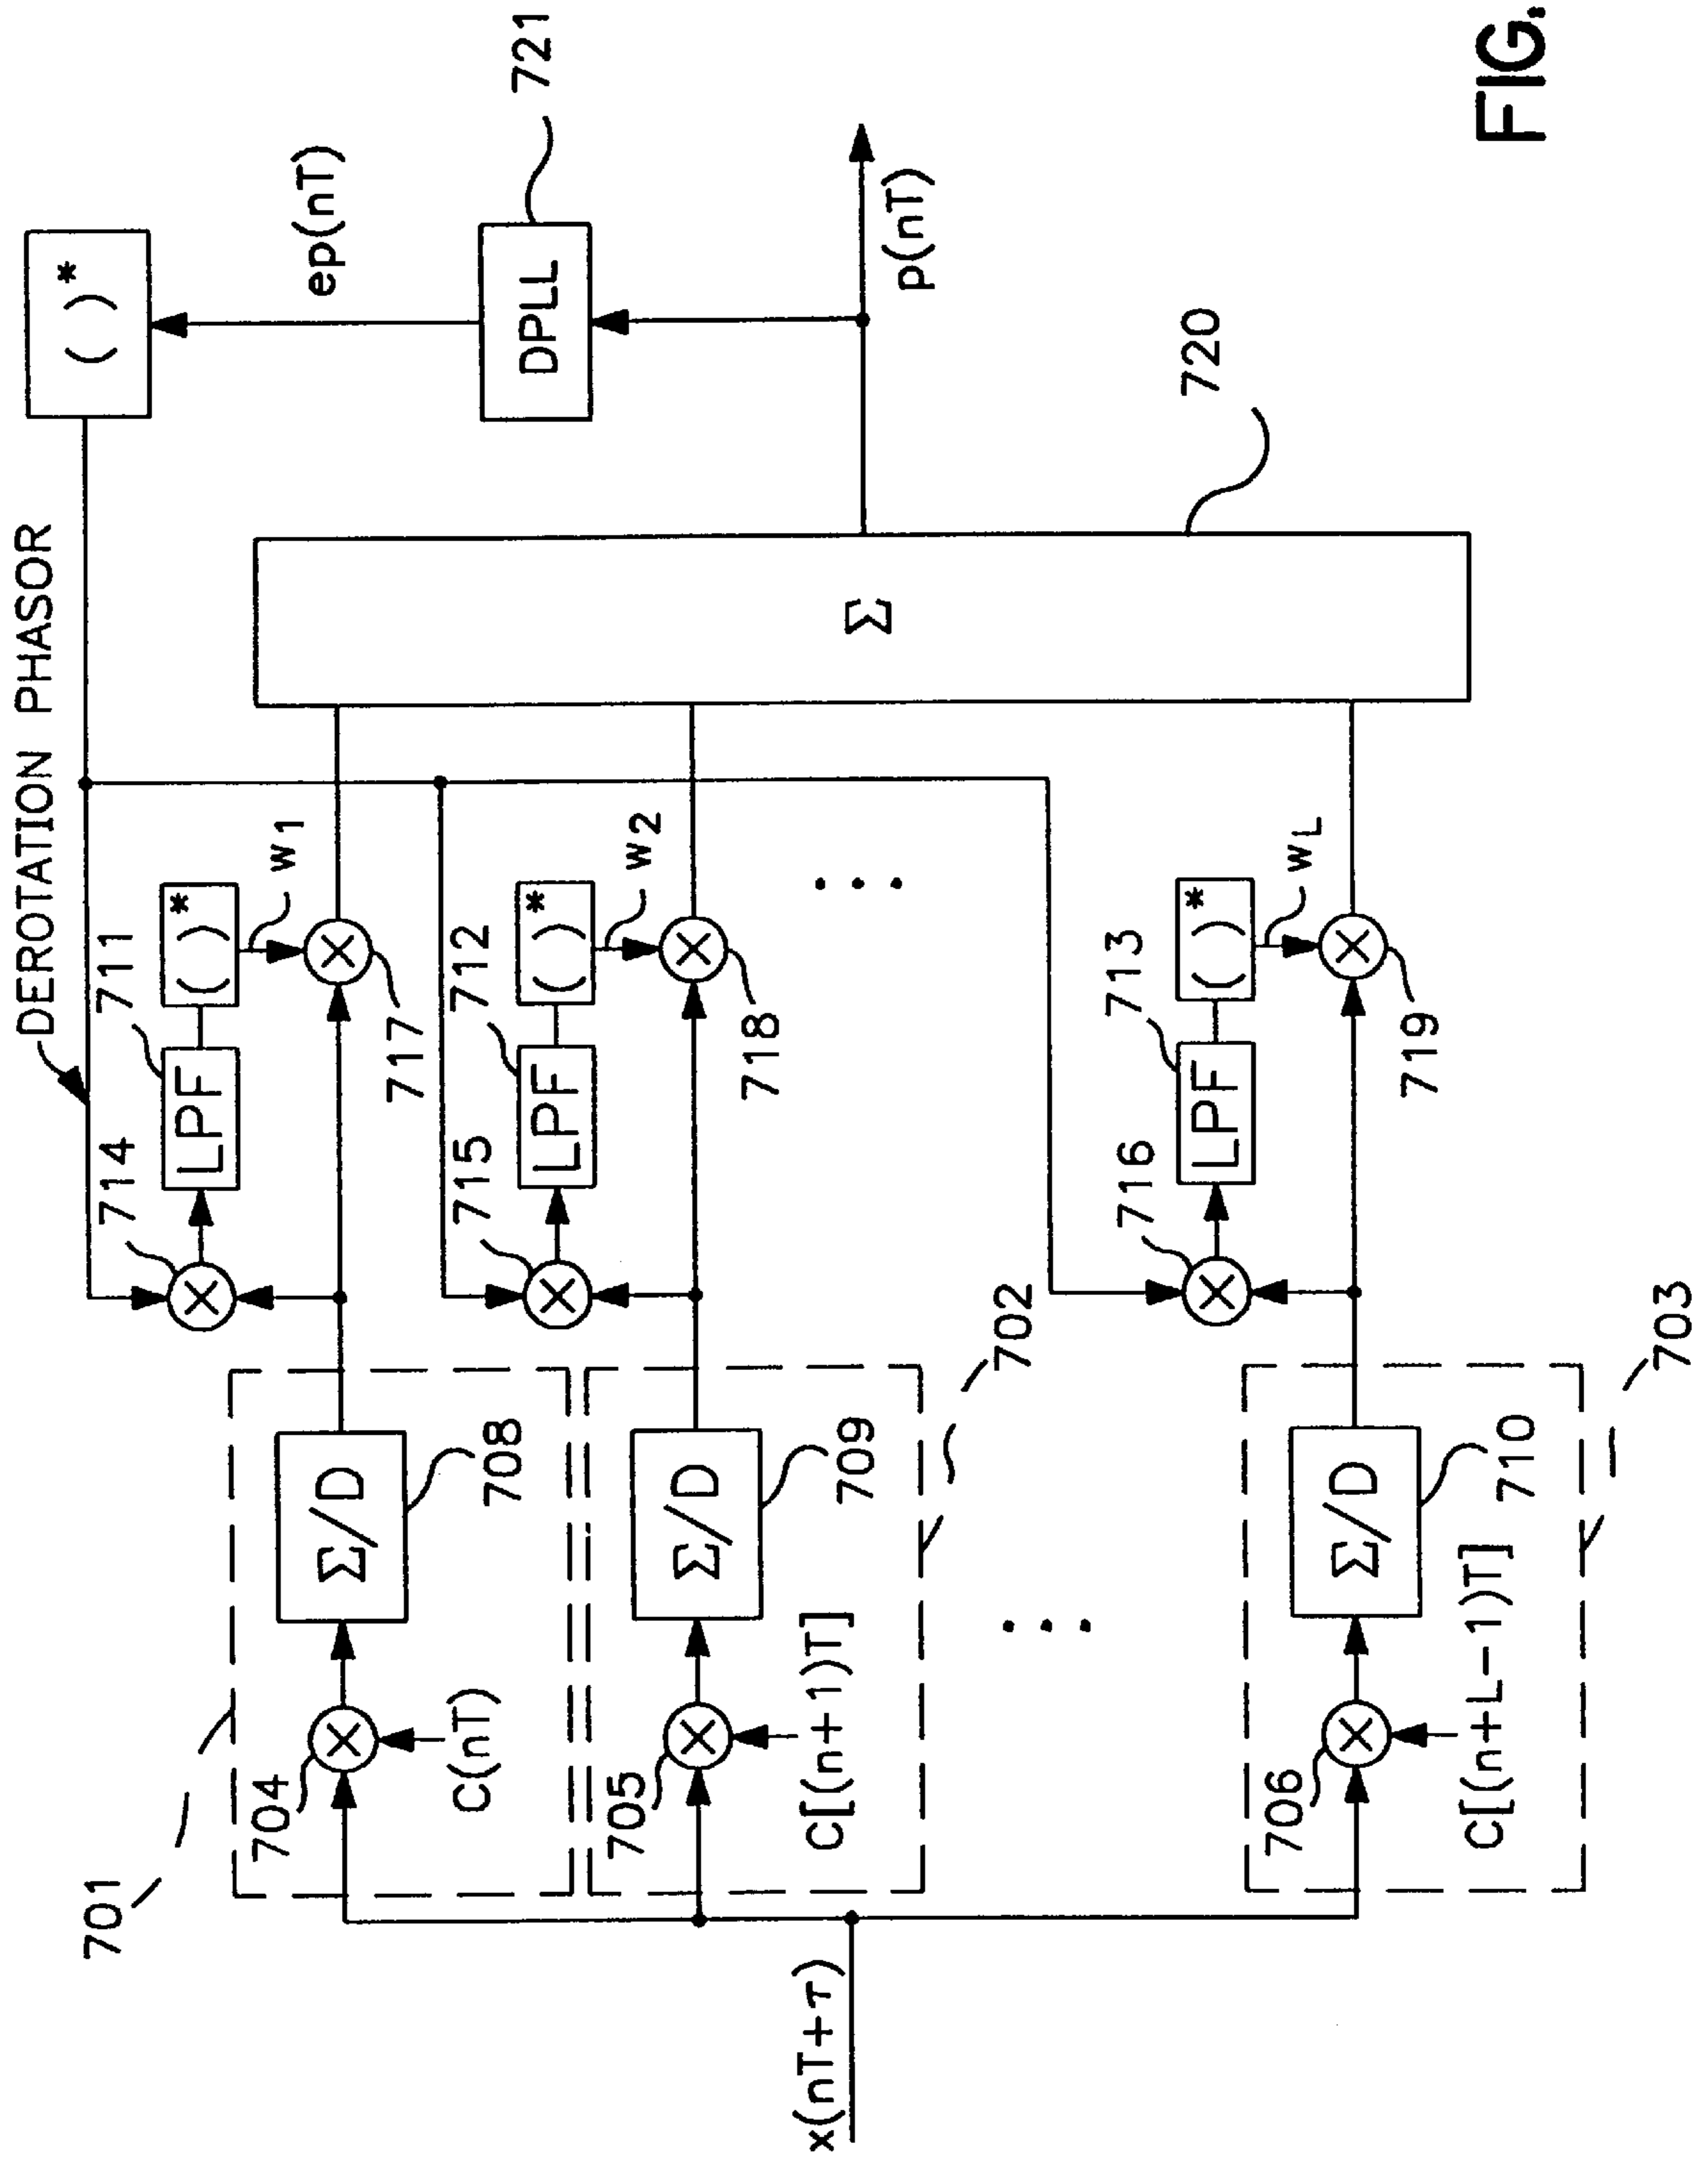 DEROTATION PHASOR
( )*
ep(nT)
721
DPLL
p(nT)
701
704
C(nT)
Σ/D
708
714
LPF
711
( )*
w1
717
x(nT+τ)
705
C[(n+1)T]
Σ/D
709
702
715
LPF
712
( )*
w2
718
Σ
720
706
C[(n+L-1)T]
Σ/D
710
703
716
LPF
713
( )*
wL
719
FIG.